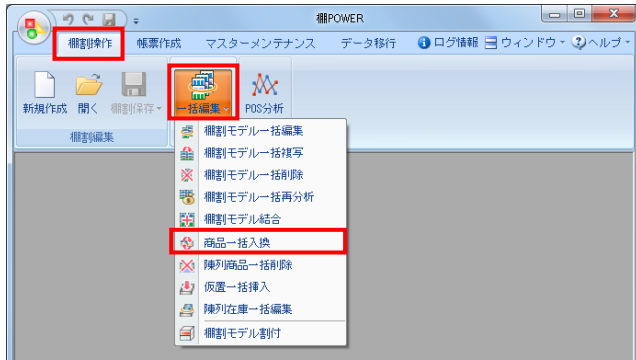 棚POWER
棚割操作 帳票作成 マスターメンテナンス データ移行 ログ情報 ウィンドウ ヘルプ
新規作成 開く 棚割保存 一括編集 POS分析
棚割編集
棚割モデル一括編集
棚割モデル一括複写
棚割モデル一括削除
棚割モデル一括再分析
棚割モデル結合
商品一括入換
陳列商品一括削除
仮置一括挿入
陳列在庫一括編集
棚割モデル割付